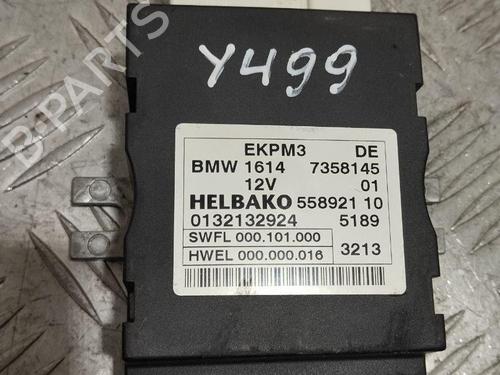 Y499
B-PARTS
EKPM3 DE
BMW 1614 7358145
12V 01
HELBAKO 558921 10
0132132924 5189
SWFL 000.101.000
HWEL 000.000.016 3213